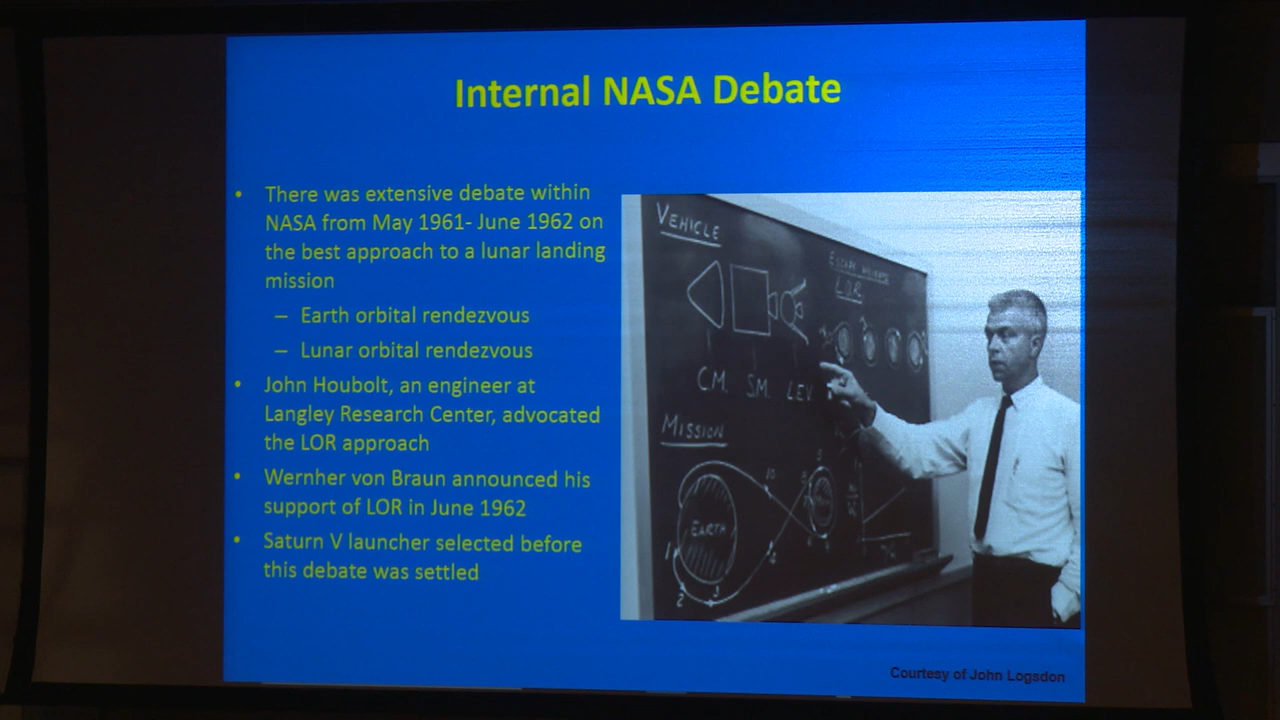 Internal NASA Debate
• There was extensive debate within
NASA from May 1961- June 1962 on
the best approach to a lunar landing
mission
– Earth orbital rendezvous
– Lunar orbital rendezvous
• John Houbolt, an engineer at
Langley Research Center, advocated
the LOR approach
• Wernher von Braun announced his
support of LOR in June 1962
• Saturn V launcher selected before
this debate was settled
VEHICLE
ESCAPE WEIGHTS
LOR
C.M. S.M. LEV
MISSION
EARTH
Courtesy of John Logsdon